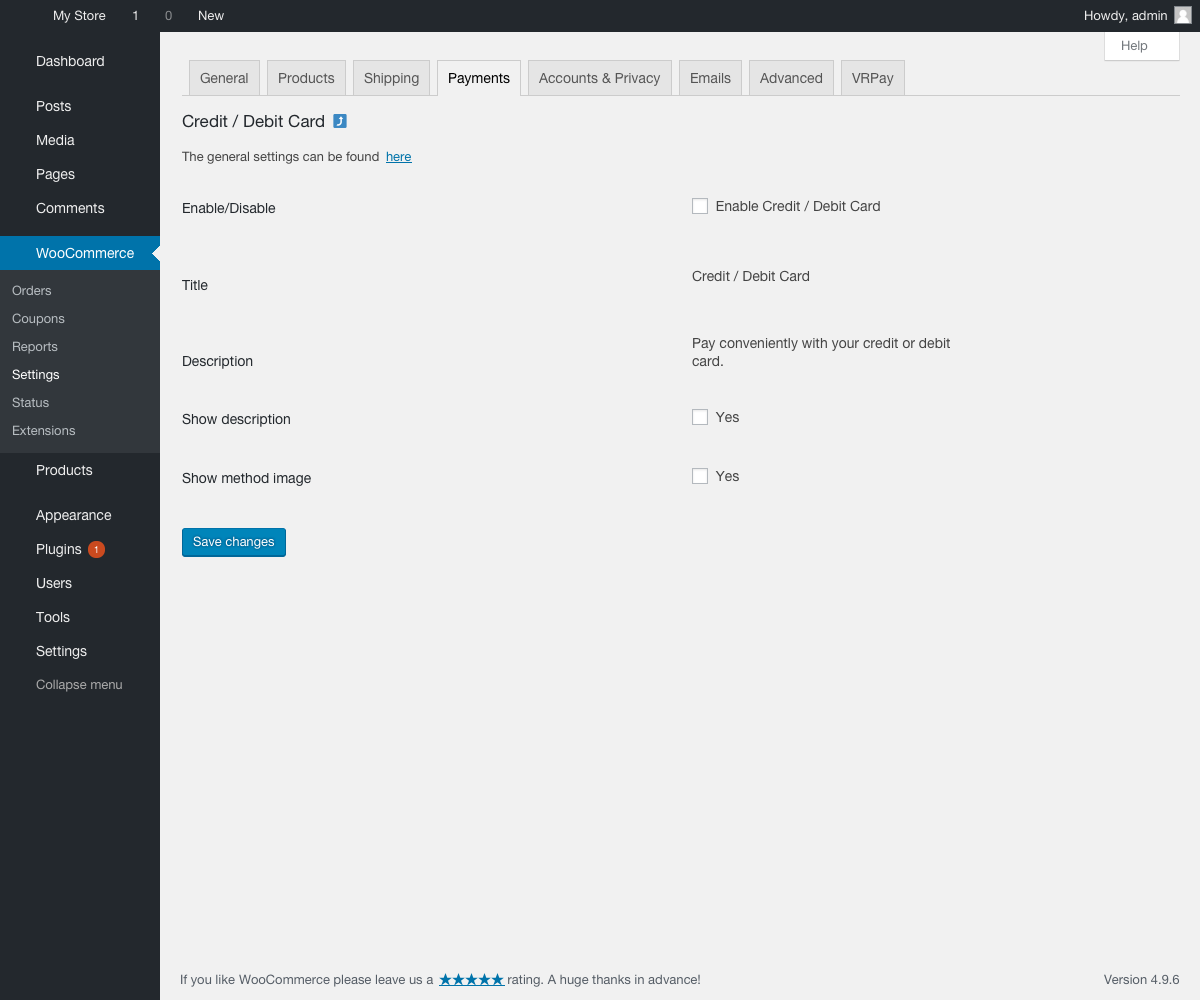 My Store 1 0 New Howdy, admin
Help
Dashboard
Posts
Media
Pages
Comments
WooCommerce
Orders
Coupons
Reports
Settings
Status
Extensions
Products
Appearance
Plugins 1
Users
Tools
Settings
Collapse menu
General Products Shipping Payments Accounts & Privacy Emails Advanced VRPay
Credit / Debit Card ⤴
The general settings can be found here
Enable/Disable Enable Credit / Debit Card
Title Credit / Debit Card
Description Pay conveniently with your credit or debit
card.
Show description Yes
Show method image Yes
Save changes
If you like WooCommerce please leave us a ★★★★★ rating. A huge thanks in advance! Version 4.9.6